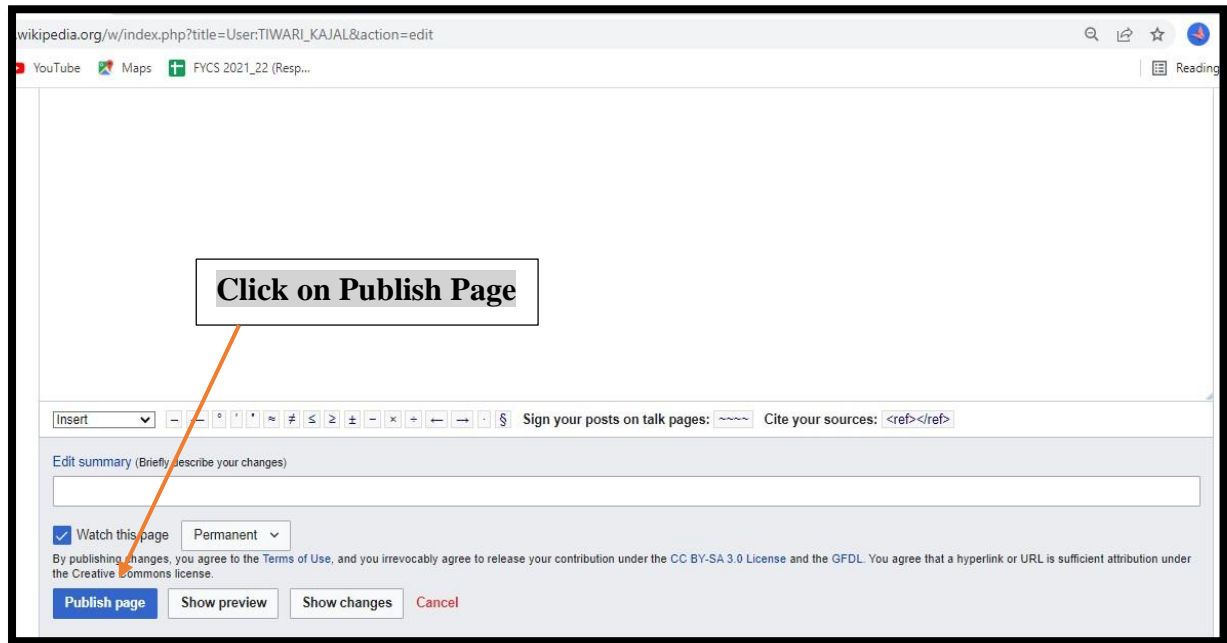 wikipedia.org/w/index.php?title=User:TIWARI_KAJAL&action=edit
YouTube Maps FYCS 2021_22 (Resp... Reading
Click on Publish Page
Insert – — ° ′ ″ ≈ ≠ ≤ ≥ ± − × ÷ ← → · § Sign your posts on talk pages: ~~~~ Cite your sources: <ref></ref>
Edit summary (Briefly describe your changes)
Watch this page Permanent
By publishing changes, you agree to the Terms of Use, and you irrevocably agree to release your contribution under the CC BY-SA 3.0 License and the GFDL. You agree that a hyperlink or URL is sufficient attribution under
the Creative Commons license.
Publish page Show preview Show changes Cancel